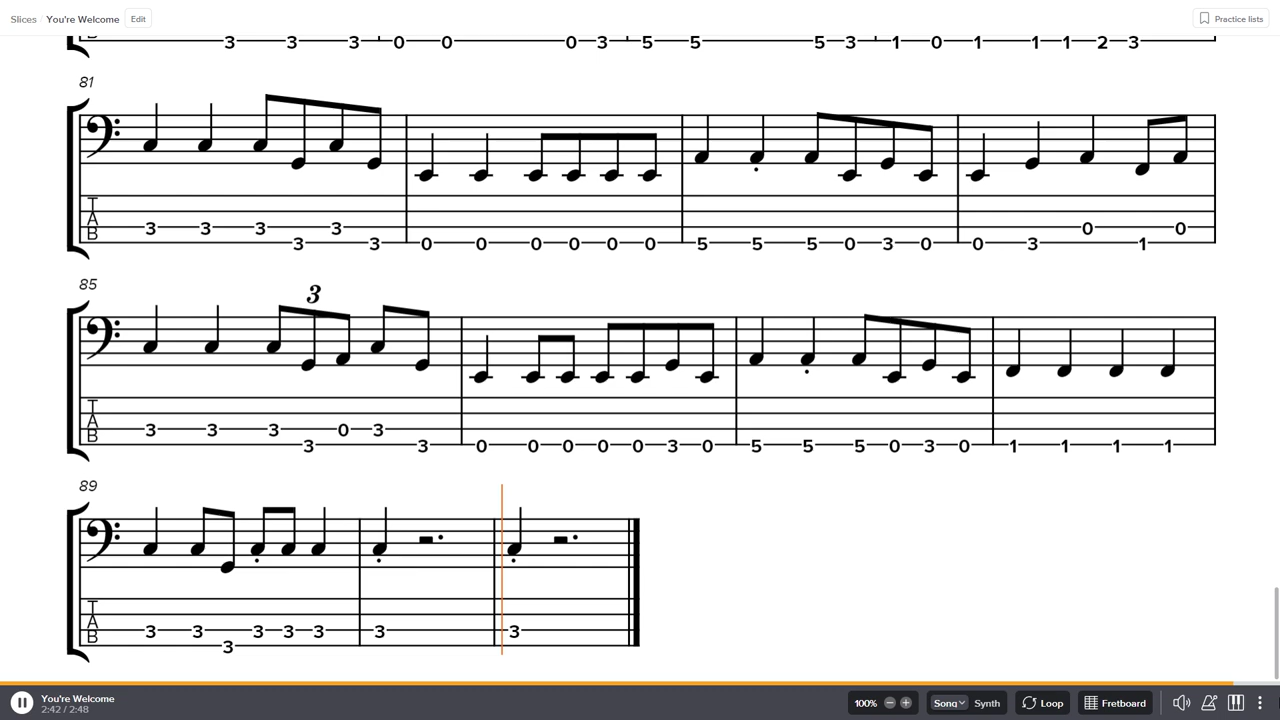 Slices / You're Welcome Edit Practice lists
3 3 3 0 0 0 3 5 5 5 3 1 0 1 1 1 2 3
81
3 3 3 3 3 3 0 0 0 0 0 0 5 5 5 0 3 0 0 3 0 1 0
85
3
3 3 3 3 0 3 3 0 0 0 0 0 3 0 5 5 5 0 3 0 1 1 1 1
89
3 3 3 3 3 3 3 3
TAB
TAB
TAB
You're Welcome
2:42 / 2:48
100% Song Synth Loop Fretboard